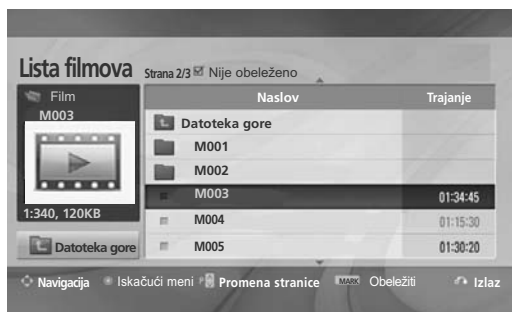 Lista filmova Strana 2/3 Nije obeleženo
Film
M003
1:340, 120KB
Datoteka gore
Naslov Trajanje
Datoteka gore
M001
M002
M003 01:34:45
M004 01:15:30
M005 01:30:20
Navigacija Iskačući meni P Promena stranice MARK Obeležiti Izlaz